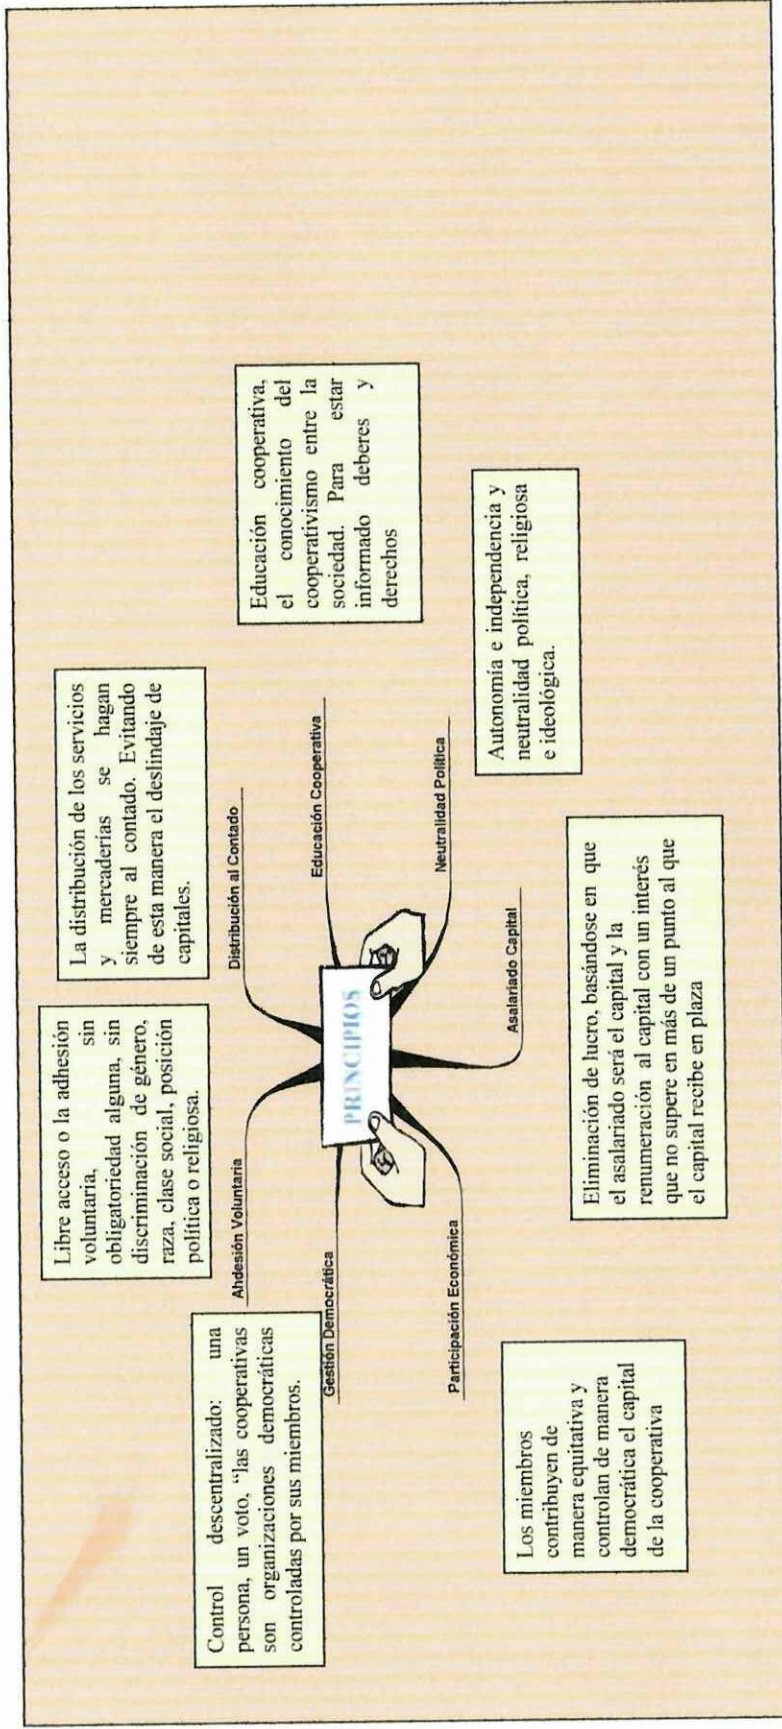 Libre acceso o la adhesión
voluntaria, sin
obligatoriedad alguna, sin
discriminación de género,
raza, clase social, posición
política o religiosa.
La distribución de los servicios
y mercaderías se hagan
siempre al contado. Evitando
de esta manera el deslindaje de
capitales.
Control descentralizado: una
persona, un voto, “las cooperativas
son organizaciones democráticas
controladas por sus miembros.
Ahdesión Voluntaria
Distribución al Contado
Educación cooperativa,
el conocimiento del
cooperativismo entre la
sociedad. Para estar
informado deberes y
derechos
Gestión Democrática
Educación Cooperativa
PRINCIPIOS
Participación Económica
Asalariado Capital
Neutralidad Política
Autonomía e independencia y
neutralidad política, religiosa
e ideológica.
Los miembros
contribuyen de
manera equitativa y
controlan de manera
democrática el capital
de la cooperativa
Eliminación de lucro, basándose en que
el asalariado será el capital y la
renumeración al capital con un interés
que no supere en más de un punto al que
el capital recibe en plaza